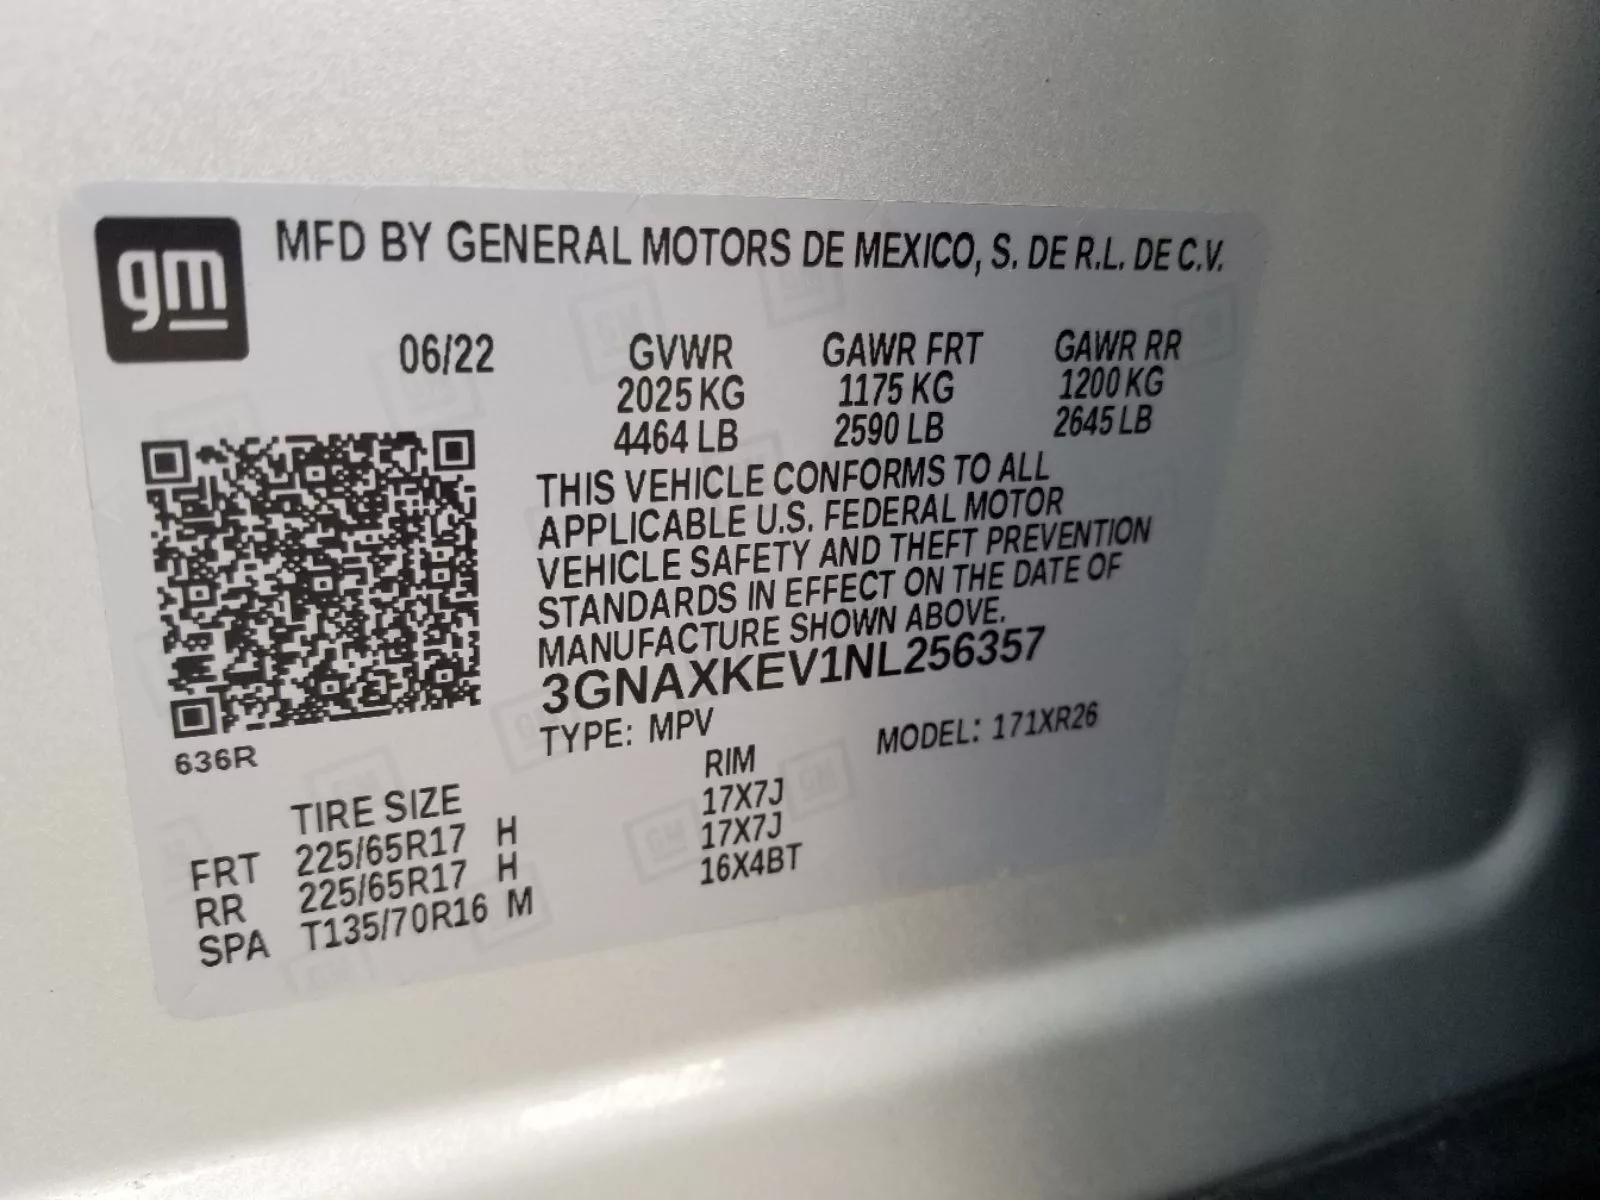 gm
MFD BY GENERAL MOTORS DE MEXICO, S. DE R.L. DE C.V.
06/22 GVWR GAWR FRT GAWR RR
2025 KG 1175 KG 1200 KG
4464 LB 2590 LB 2645 LB
THIS VEHICLE CONFORMS TO ALL
APPLICABLE U.S. FEDERAL MOTOR
VEHICLE SAFETY AND THEFT PREVENTION
STANDARDS IN EFFECT ON THE DATE OF
MANUFACTURE SHOWN ABOVE.
3GNAXKEV1NL256357
TYPE: MPV MODEL: 171XR26
636R
TIRE SIZE RIM
FRT 225/65R17 H 17X7J
RR 225/65R17 H 17X7J
SPA T135/70R16 M 16X4BT